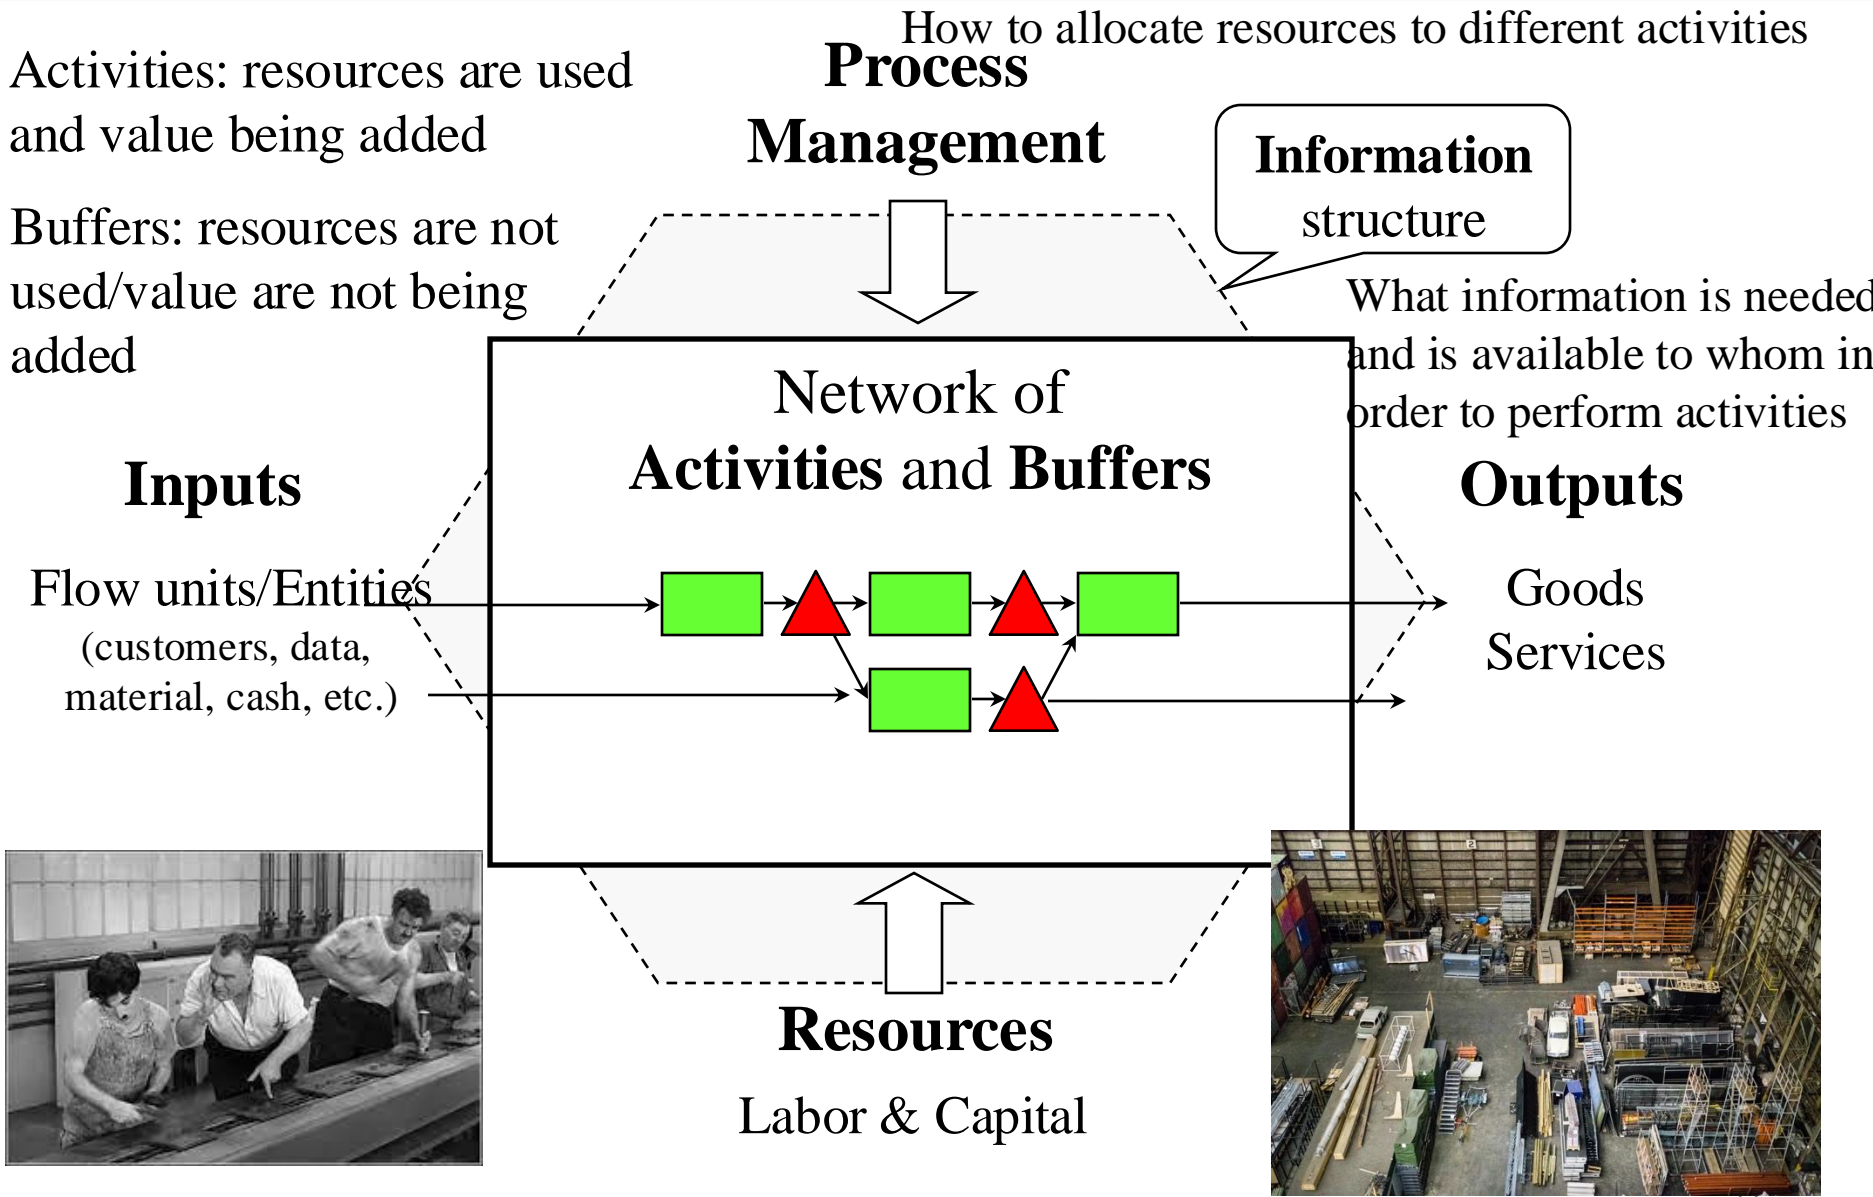 How to allocate resources to different activities
Activities: resources are used
and value being added
Process
Management
Information
structure
Buffers: resources are not
used/value are not being
added
What information is needed
and is available to whom in
order to perform activities
Network of
Activities and Buffers
Inputs
Flow units/Entities
(customers, data,
material, cash, etc.)
Outputs
Goods
Services
Resources
Labor & Capital
2